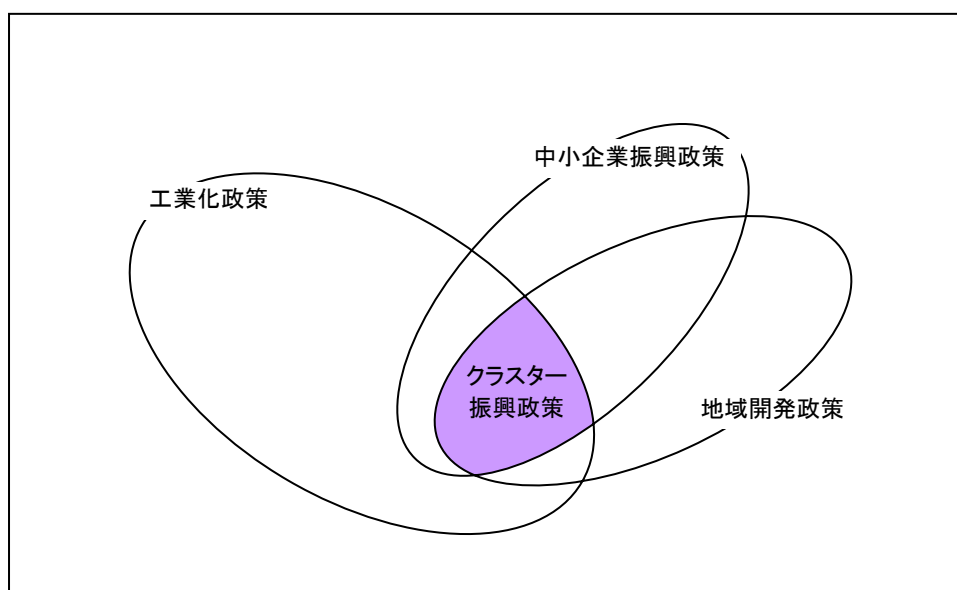 中小企業振興政策
工業化政策
クラスター
振興政策
地域開発政策